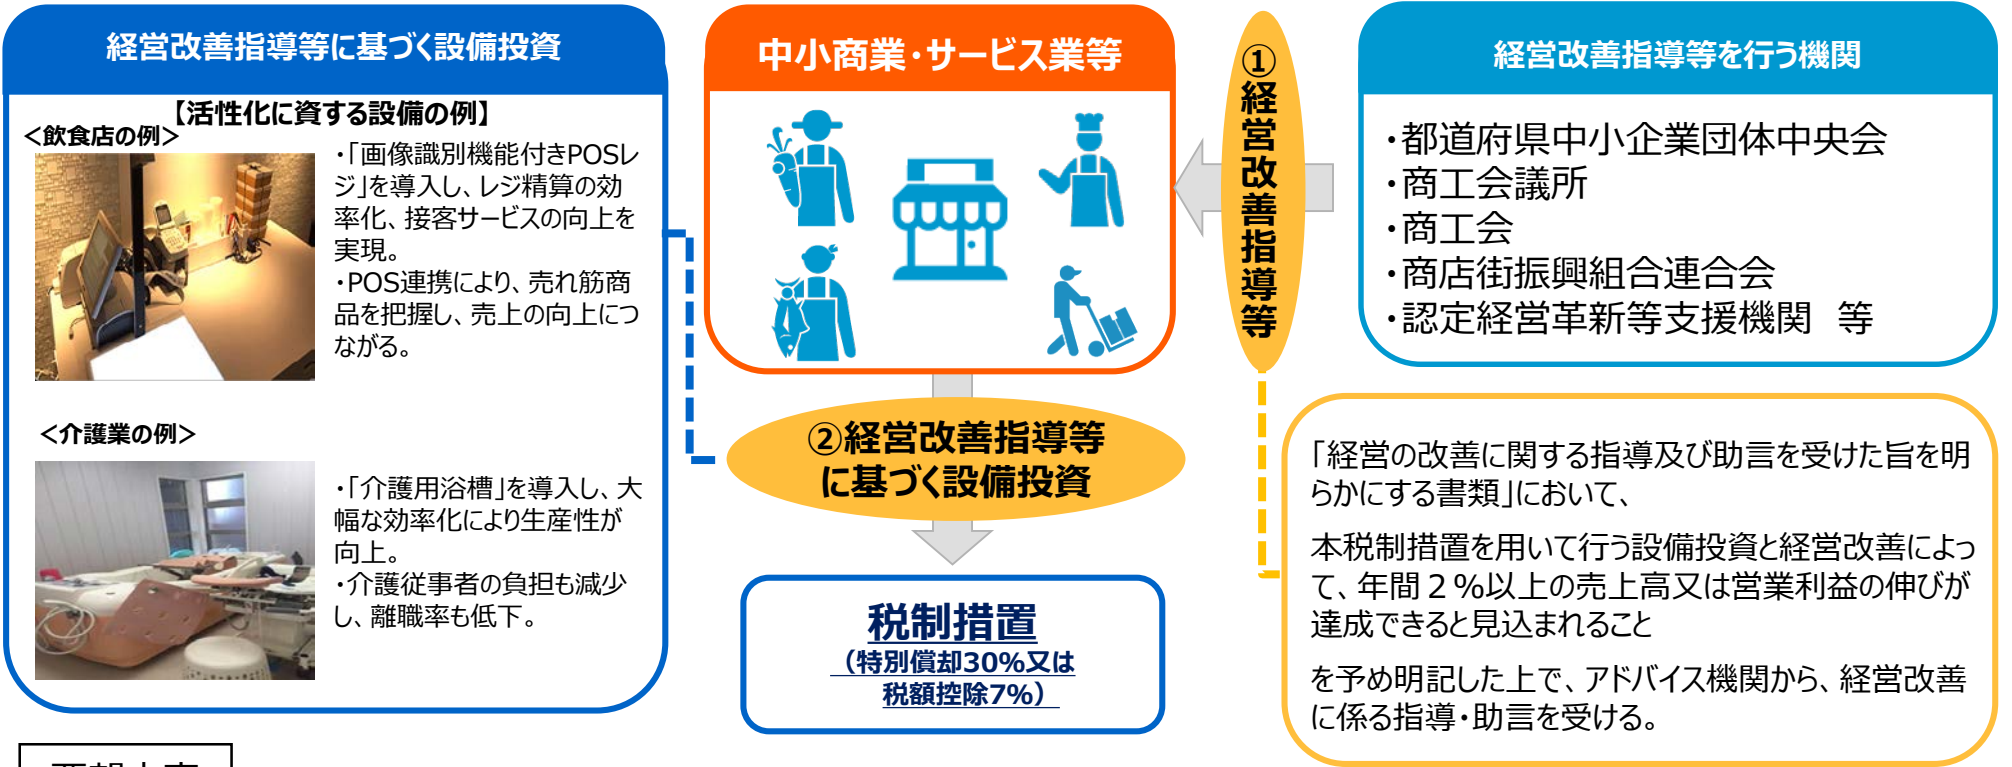 経営改善指導等に基づく設備投資
【活性化に資する設備の例】
＜飲食店の例＞
・「画像識別機能付きPOSレ
ジ」を導入し、レジ精算の効
率化、接客サービスの向上を
実現。
・POS連携により、売れ筋商
品を把握し、売上の向上につ
ながる。
＜介護業の例＞
・「介護用浴槽」を導入し、大
幅な効率化により生産性が
向上。
・介護従事者の負担も減少
し、離職率も低下。
中小商業・サービス業等
②経営改善指導等
に基づく設備投資
税制措置
（特別償却30%又は
税額控除7%）
①経営改善指導等
経営改善指導等を行う機関
・都道府県中小企業団体中央会
・商工会議所
・商工会
・商店街振興組合連合会
・認定経営革新等支援機関　等
「経営の改善に関する指導及び助言を受けた旨を明
らかにする書類」において、
本税制措置を用いて行う設備投資と経営改善によっ
て、年間２%以上の売上高又は営業利益の伸びが
達成できると見込まれること
を予め明記した上で、アドバイス機関から、経営改善
に係る指導・助言を受ける。